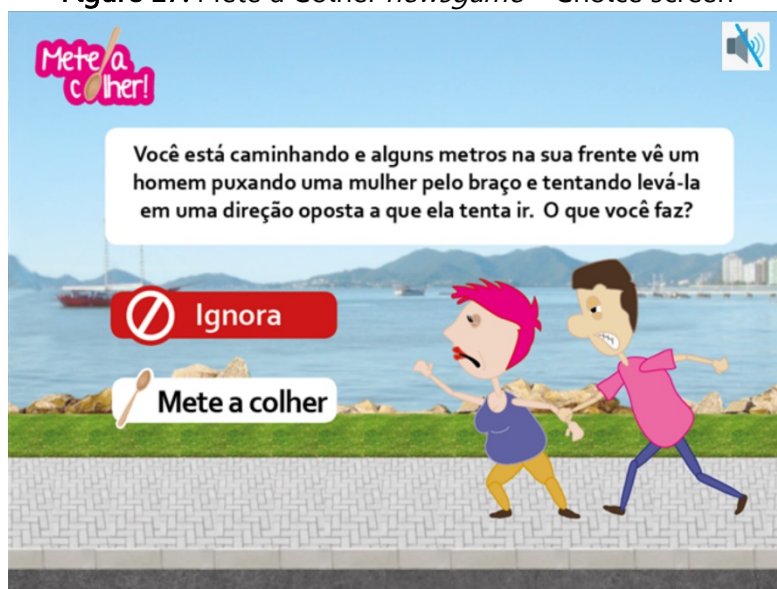 Figure 27. Mete a Colher newsgame – Choice screen
Mete a
colher!
Você está caminhando e alguns metros na sua frente vê um
homem puxando uma mulher pelo braço e tentando levá-la
em uma direção oposta a que ela tenta ir. O que você faz?
Ignora
Mete a colher